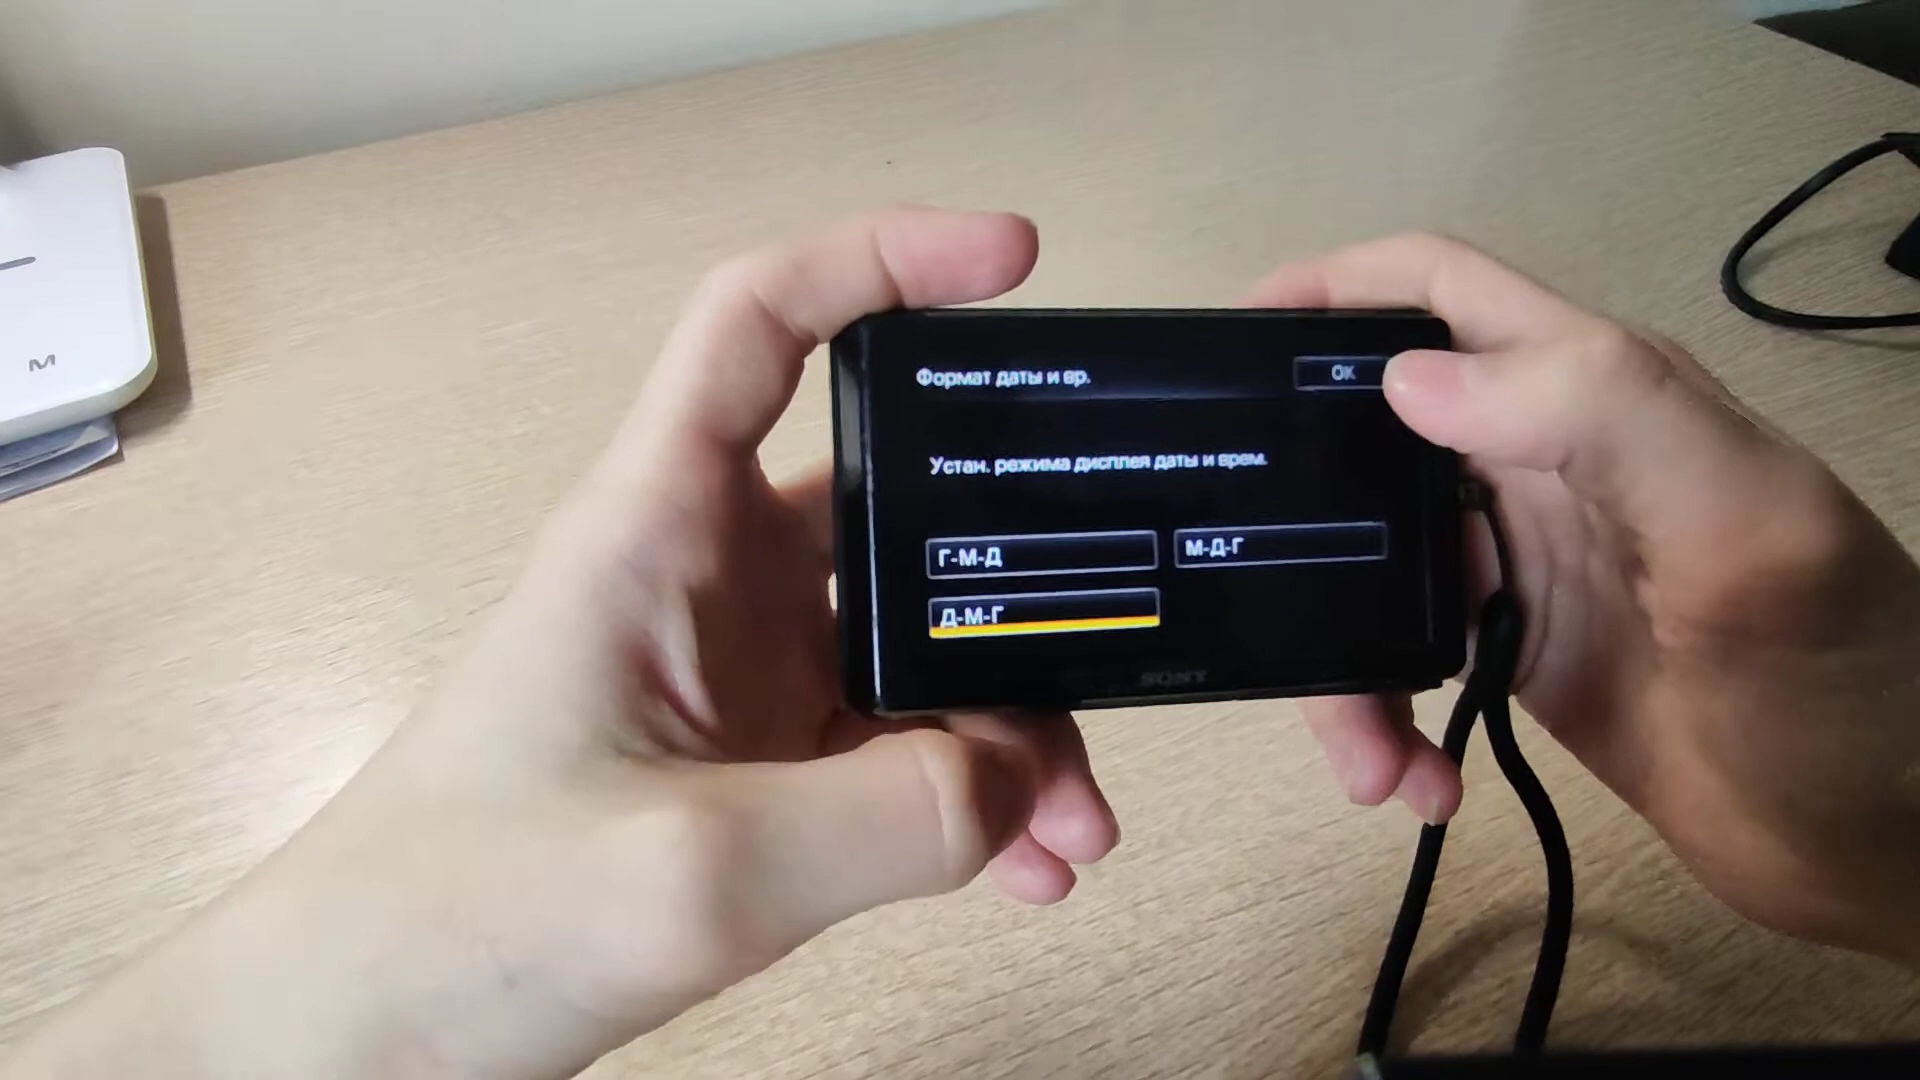 Формат даты и вр.
OK
Устан. режима дисплея даты и врем.
Г-М-Д
М-Д-Г
Д-М-Г
SONY
M